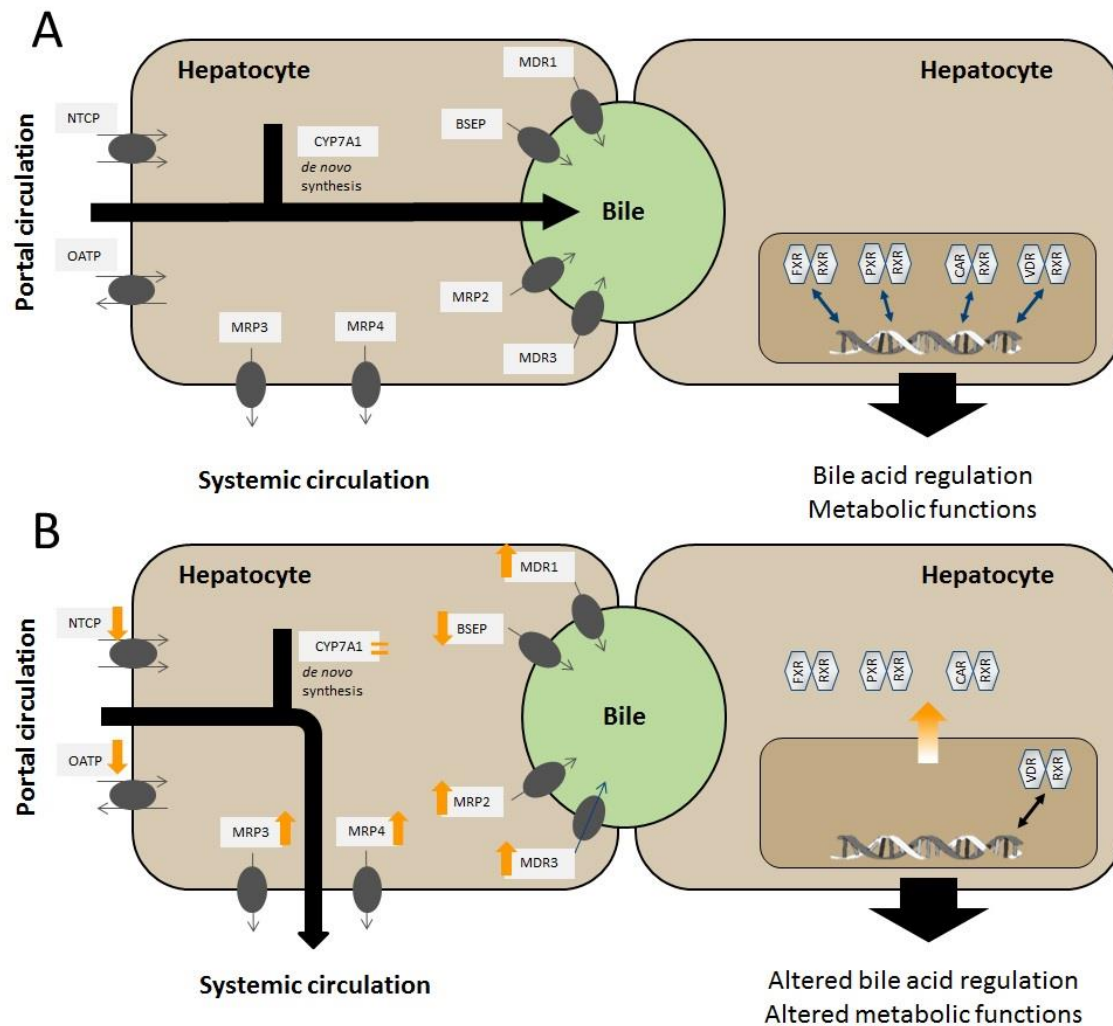 A
Hepatocyte
MDR1
Hepatocyte
NTCP
BSEP
CYP7A1
de novo
synthesis
Portal circulation
Bile
OATP
MRP2
FXR RXR PXR RXR CAR RXR VDR RXR
MRP3
MRP4
MDR3
Systemic circulation
Bile acid regulation
Metabolic functions
B
Hepatocyte
MDR1
Hepatocyte
NTCP
BSEP
CYP7A1
de novo
synthesis
FXR RXR PXR RXR CAR RXR
Portal circulation
Bile
OATP
VDR RXR
MRP2
MRP3
MRP4
MDR3
Systemic circulation
Altered bile acid regulation
Altered metabolic functions